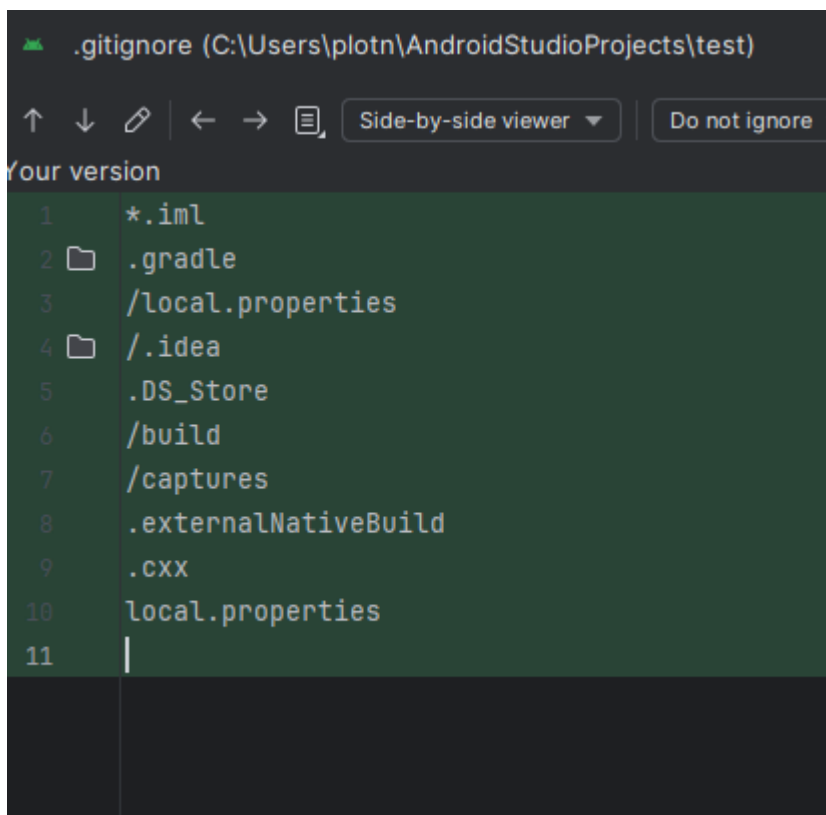 .gitignore (C:\Users\plotn\AndroidStudioProjects\test)
Side-by-side viewer Do not ignore
Your version
1 *.iml
2 .gradle
3 /local.properties
4 /.idea
5 .DS_Store
6 /build
7 /captures
8 .externalNativeBuild
9 .cxx
10 local.properties
11